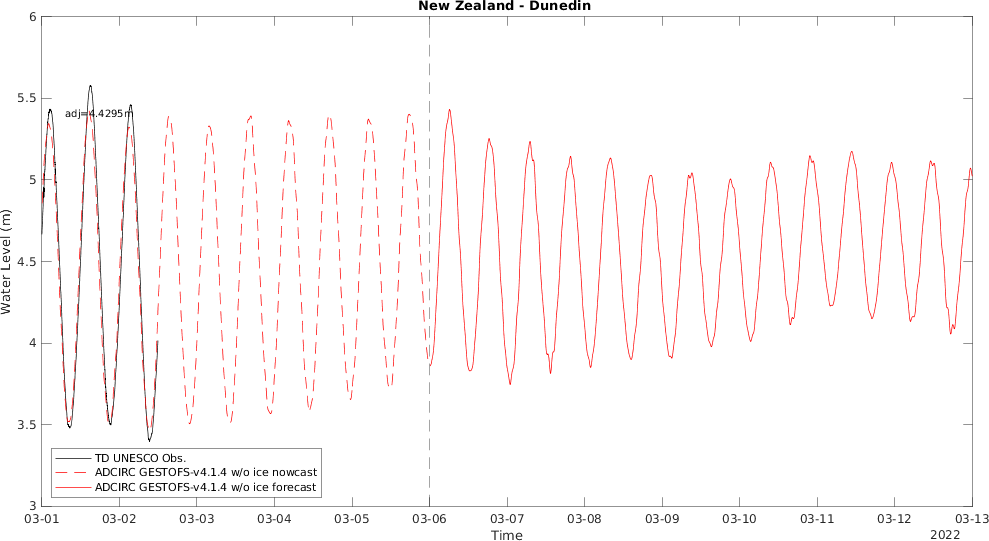 New Zealand - Dunedin
6
5.5
5
4.5
4
3.5
3
Water Level (m)
adj=4.4295m
TD UNESCO Obs.
ADCIRC GESTOFS-v4.1.4 w/o ice nowcast
ADCIRC GESTOFS-v4.1.4 w/o ice forecast
03-01 03-02 03-03 03-04 03-05 03-06 03-07 03-08 03-09 03-10 03-11 03-12 03-13
Time
2022